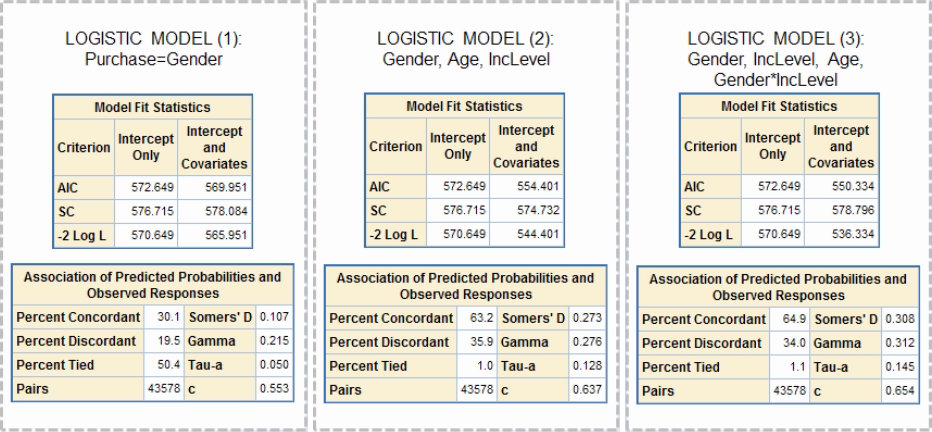 LOGISTIC MODEL (1):
Purchase=Gender
Model Fit Statistics
Criterion Intercept Only Intercept and Covariates
AIC 572.649 569.951
SC 576.715 578.084
-2 Log L 570.649 565.951
Association of Predicted Probabilities and
Observed Responses
Percent Concordant 30.1 Somers' D 0.107
Percent Discordant 19.5 Gamma 0.215
Percent Tied 50.4 Tau-a 0.050
Pairs 43578 c 0.553
LOGISTIC MODEL (2):
Gender, Age, IncLevel
Model Fit Statistics
Criterion Intercept Only Intercept and Covariates
AIC 572.649 554.401
SC 576.715 574.732
-2 Log L 570.649 544.401
Association of Predicted Probabilities and
Observed Responses
Percent Concordant 63.2 Somers' D 0.273
Percent Discordant 35.9 Gamma 0.276
Percent Tied 1.0 Tau-a 0.128
Pairs 43578 c 0.637
LOGISTIC MODEL (3):
Gender, IncLevel, Age,
Gender*IncLevel
Model Fit Statistics
Criterion Intercept Only Intercept and Covariates
AIC 572.649 550.334
SC 576.715 578.796
-2 Log L 570.649 536.334
Association of Predicted Probabilities and
Observed Responses
Percent Concordant 64.9 Somers' D 0.308
Percent Discordant 34.0 Gamma 0.312
Percent Tied 1.1 Tau-a 0.145
Pairs 43578 c 0.654